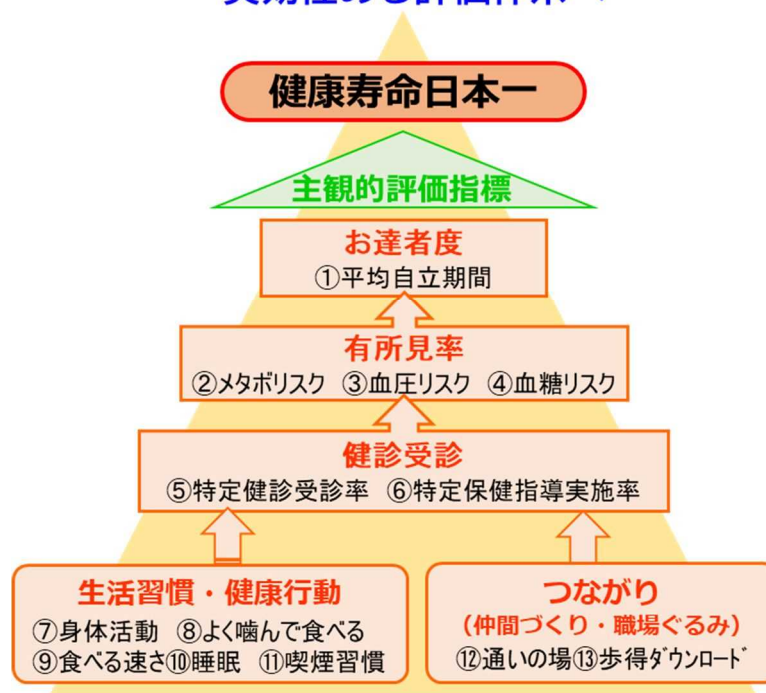 健康寿命日本一
主観的評価指標
お達者度
①平均自立期間
有所見率
②メタボリスク ③血圧リスク ④血糖リスク
健診受診
⑤特定健診受診率 ⑥特定保健指導実施率
生活習慣・健康行動
⑦身体活動 ⑧よく噛んで食べる
⑨食べる速さ⑩睡眠 ⑪喫煙習慣
つながり
(仲間づくり・職場ぐるみ)
⑫通いの場⑬歩得ダウンロード